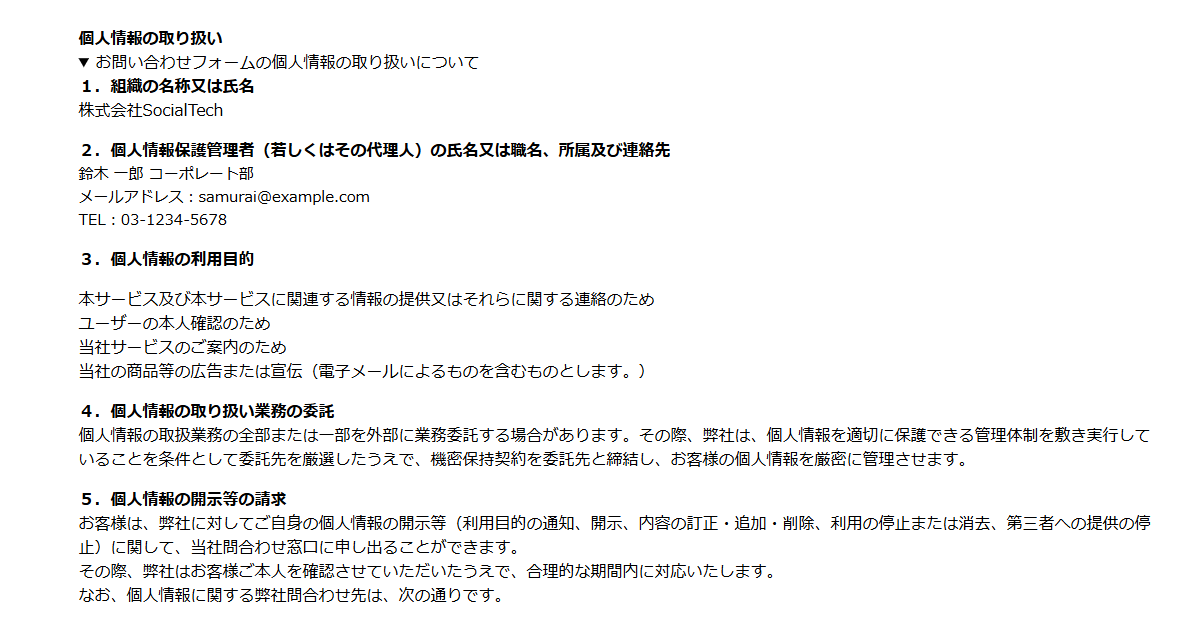 個人情報の取り扱い
▼ お問い合わせフォームの個人情報の取り扱いについて
１．組織の名称又は氏名
株式会社SocialTech
２．個人情報保護管理者（若しくはその代理人）の氏名又は職名、所属及び連絡先
鈴木 一郎 コーポレート部
メールアドレス：samurai@example.com
TEL：03-1234-5678
３．個人情報の利用目的
本サービス及び本サービスに関連する情報の提供又はそれらに関する連絡のため
ユーザーの本人確認のため
当社サービスのご案内のため
当社の商品等の広告または宣伝（電子メールによるものを含むものとします。）
４．個人情報の取り扱い業務の委託
個人情報の取扱業務の全部または一部を外部に業務委託する場合があります。その際、弊社は、個人情報を適切に保護できる管理体制を敷き実行して
いることを条件として委託先を厳選したうえで、機密保持契約を委託先と締結し、お客様の個人情報を厳密に管理させます。
５．個人情報の開示等の請求
お客様は、弊社に対してご自身の個人情報の開示等（利用目的の通知、開示、内容の訂正・追加・削除、利用の停止または消去、第三者への提供の停
止）に関して、当社問合わせ窓口に申し出ることができます。
その際、弊社はお客様ご本人を確認させていただいたうえで、合理的な期間内に対応いたします。
なお、個人情報に関する弊社問合わせ先は、次の通りです。